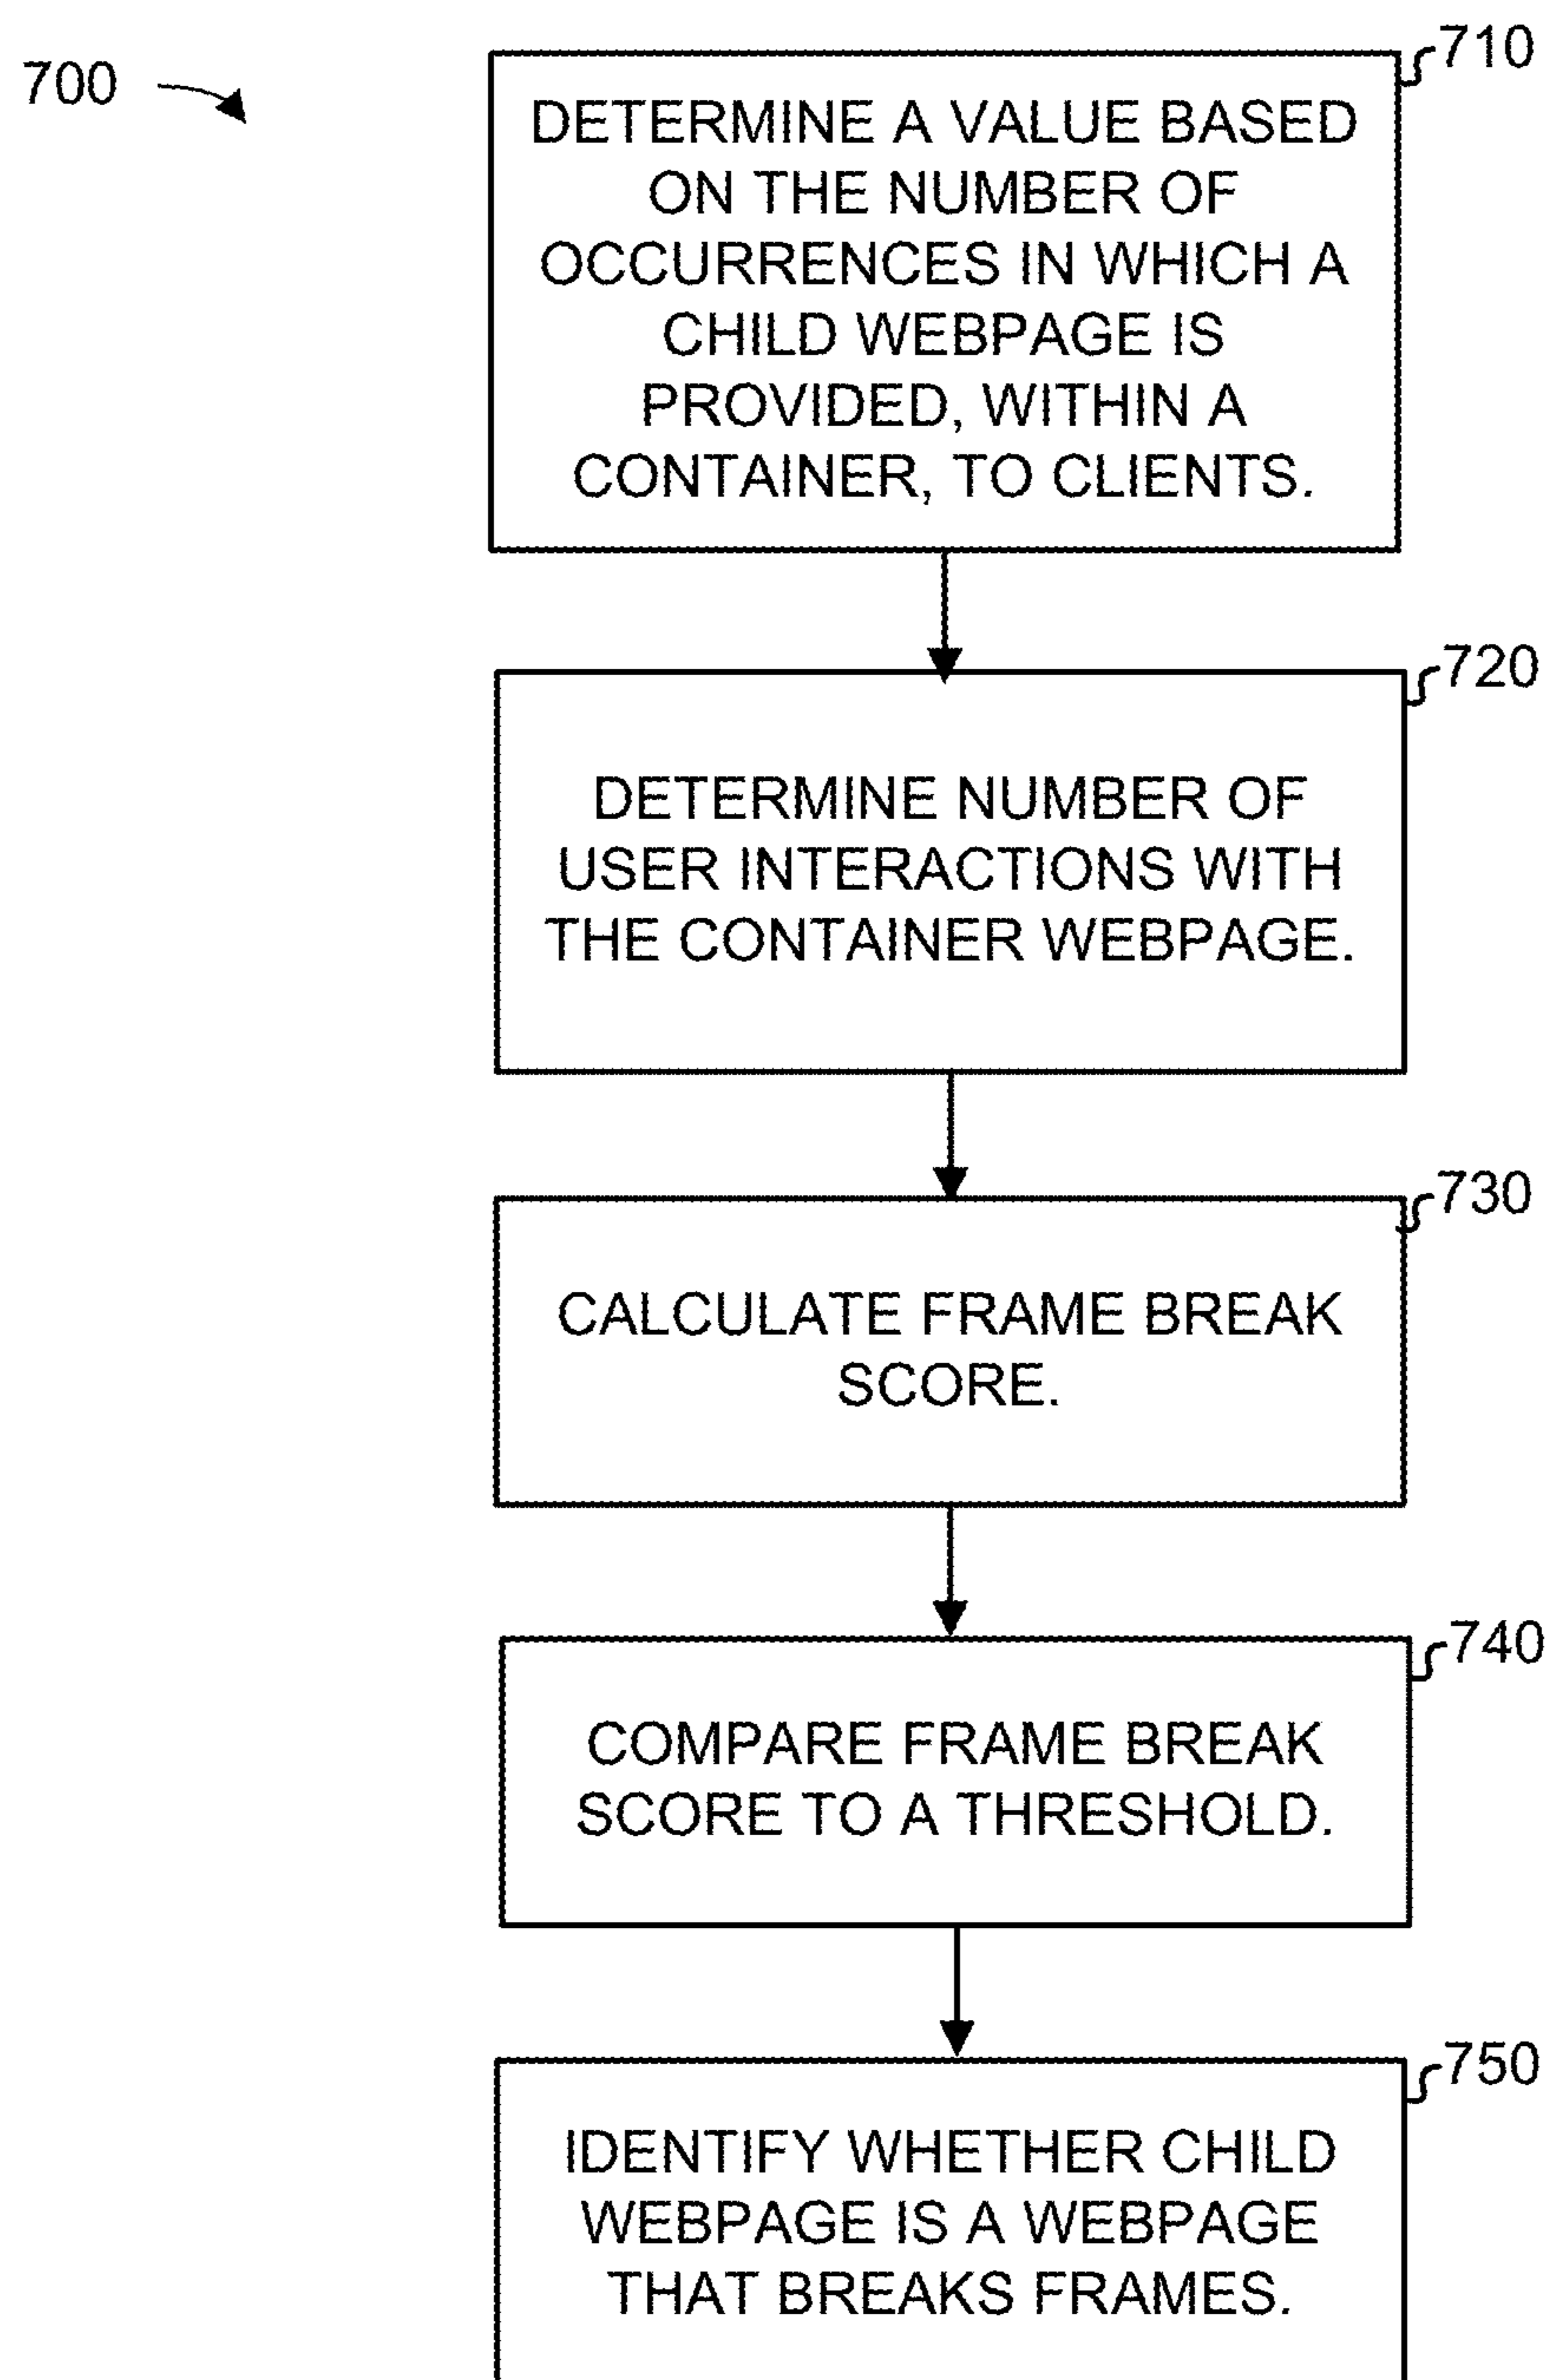 700
710
DETERMINE A VALUE BASED
ON THE NUMBER OF
OCCURRENCES IN WHICH A
CHILD WEBPAGE IS
PROVIDED, WITHIN A
CONTAINER, TO CLIENTS.
720
DETERMINE NUMBER OF
USER INTERACTIONS WITH
THE CONTAINER WEBPAGE.
730
CALCULATE FRAME BREAK
SCORE.
740
COMPARE FRAME BREAK
SCORE TO A THRESHOLD.
750
IDENTIFY WHETHER CHILD
WEBPAGE IS A WEBPAGE
THAT BREAKS FRAMES.